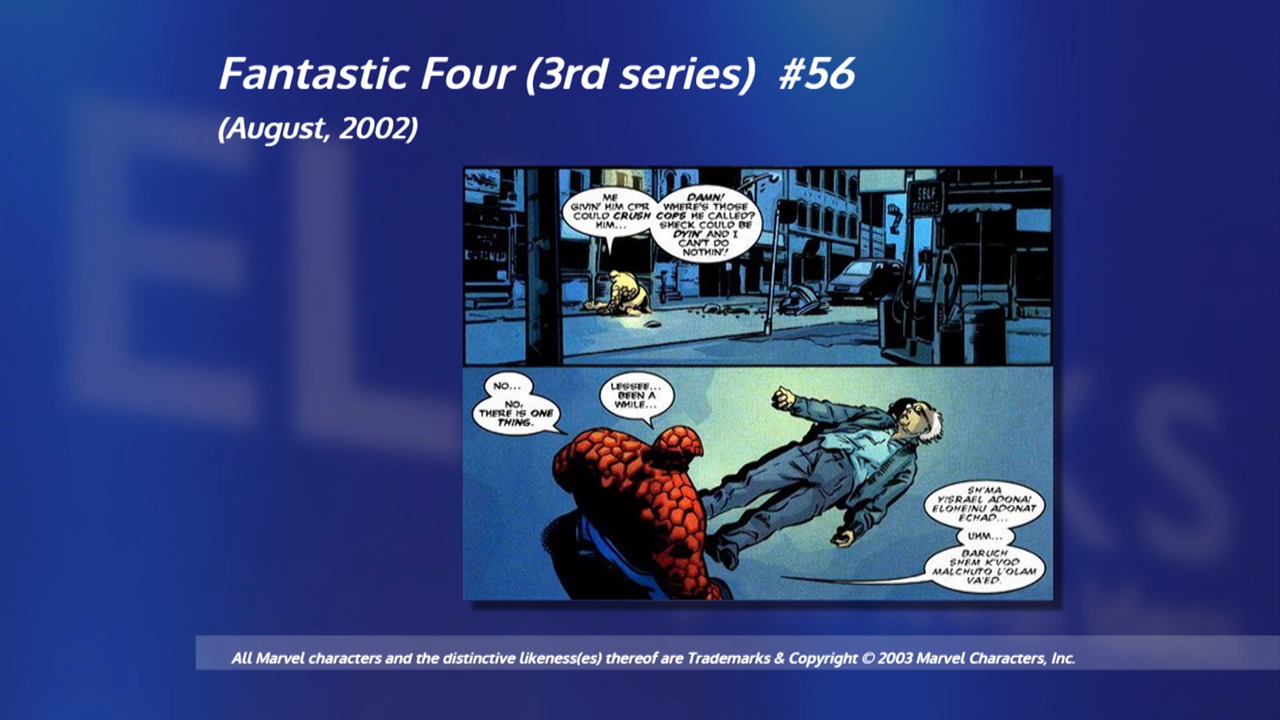 Fantastic Four (3rd series) #56
(August, 2002)
ME
GIVIN' HIM CPR
COULD CRUSH
HIM...
DAMN!
WHERE'S THOSE
COPS HE CALLED?
SHECK COULD BE
DYIN' AND I
CAN'T DO
NOTHIN'!
SELF
SERVICE
NO...
NO,
THERE IS ONE
THING.
LESSEE...
BEEN A
WHILE...
SH'MA
YISRAEL ADONAI
ELOHEINU ADONAT
ECHAD...
UHM...
BARUCH
SHEM K'VOD
MALCHUTO L'OLAM
VA'ED.
All Marvel characters and the distinctive likeness(es) thereof are Trademarks & Copyright © 2003 Marvel Characters, Inc.